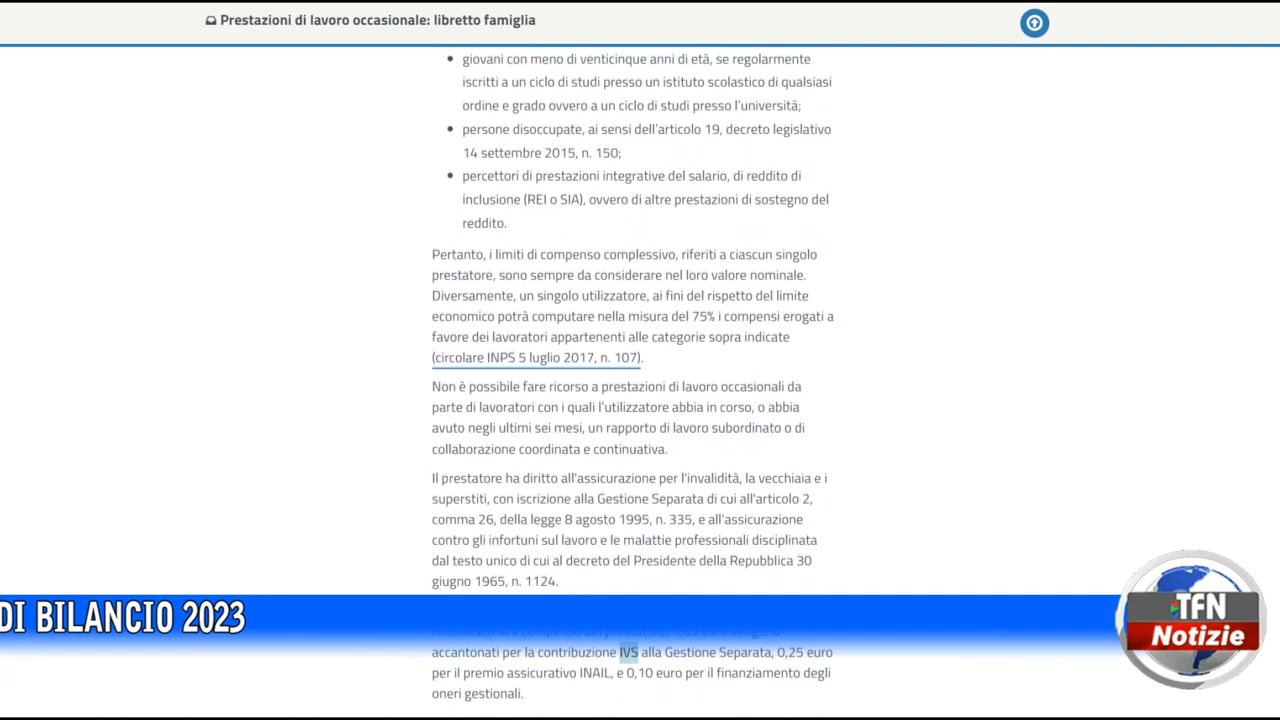 Prestazioni di lavoro occasionale: libretto famiglia
giovani con meno di venticinque anni di età, se regolarmente
iscritti a un ciclo di studi presso un istituto scolastico di qualsiasi
ordine e grado ovvero a un ciclo di studi presso l'università;
persone disoccupate, ai sensi dell'articolo 19, decreto legislativo
14 settembre 2015, n. 150;
percettori di prestazioni integrative del salario, di reddito di
inclusione (REI o SIA), ovvero di altre prestazioni di sostegno del
reddito.
Pertanto, i limiti di compenso complessivo, riferiti a ciascun singolo
prestatore, sono sempre da considerare nel loro valore nominale.
Diversamente, un singolo utilizzatore, ai fini del rispetto del limite
economico potrà computare nella misura del 75% i compensi erogati a
favore dei lavoratori appartenenti alle categorie sopra indicate
(circolare INPS 5 luglio 2017, n. 107).
Non è possibile fare ricorso a prestazioni di lavoro occasionali da
parte di lavoratori con i quali l'utilizzatore abbia in corso, o abbia
avuto negli ultimi sei mesi, un rapporto di lavoro subordinato o di
collaborazione coordinata e continuativa.
Il prestatore ha diritto all'assicurazione per l'invalidità, la vecchiaia e i
superstiti, con iscrizione alla Gestione Separata di cui all'articolo 2,
comma 26, della legge 8 agosto 1995, n. 335, e all'assicurazione
contro gli infortuni sul lavoro e le malattie professionali disciplinata
dal testo unico di cui al decreto del Presidente della Repubblica 30
giugno 1965, n. 1124.
DI BILANCIO 2023
accantonati per la contribuzione IVS alla Gestione Separata, 0,25 euro
per il premio assicurativo INAIL, e 0,10 euro per il finanziamento degli
oneri gestionali.
TFN
Notizie